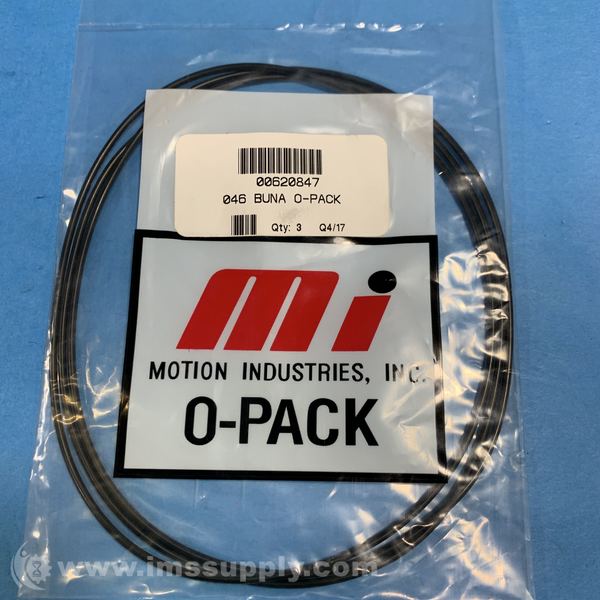 00620847
046 BUNA O-PACK
Qty: 3 Q4/17
mi
MOTION INDUSTRIES, INC.
O-PACK
www.imssupply.com